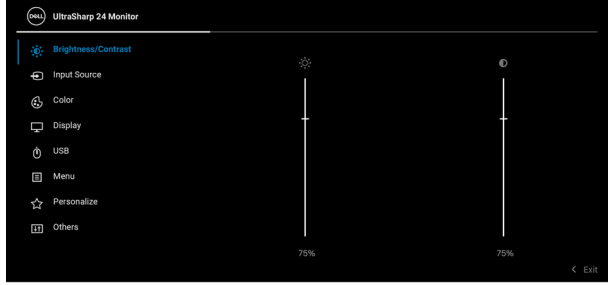 DELL
UltraSharp 24 Monitor
Brightness/Contrast
Input Source
Color
Display
USB
Menu
Personalize
Others
75%
75%
Exit